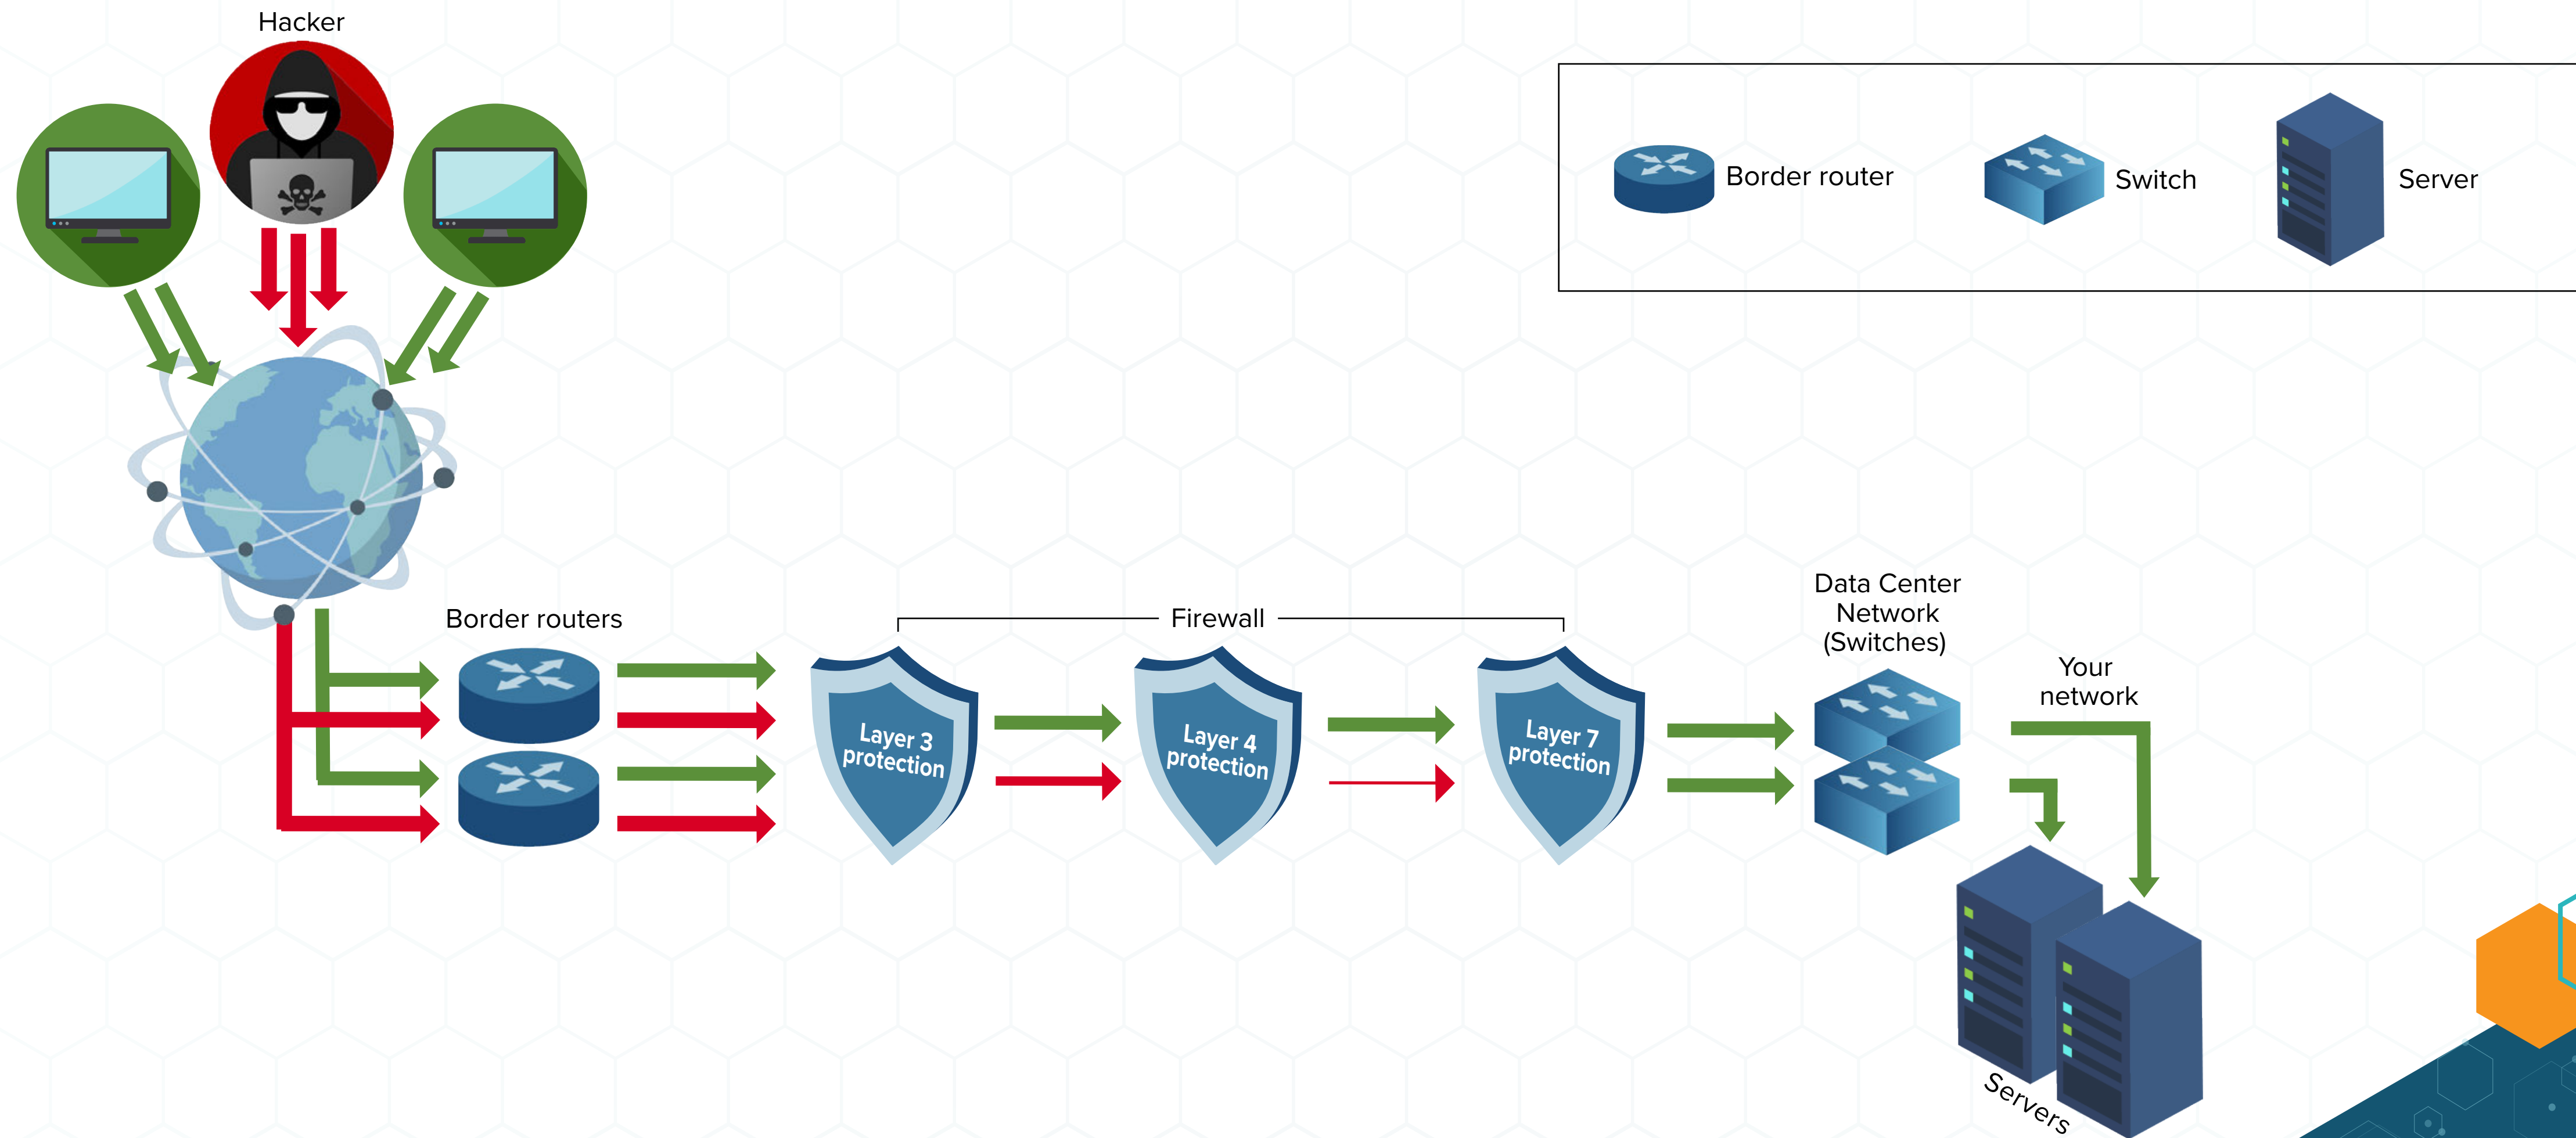 Hacker
Border router
Switch
Server
Border routers
Firewall
Layer 3
protection
Layer 4
protection
Layer 7
protection
Data Center
Network
(Switches)
Your
network
Servers